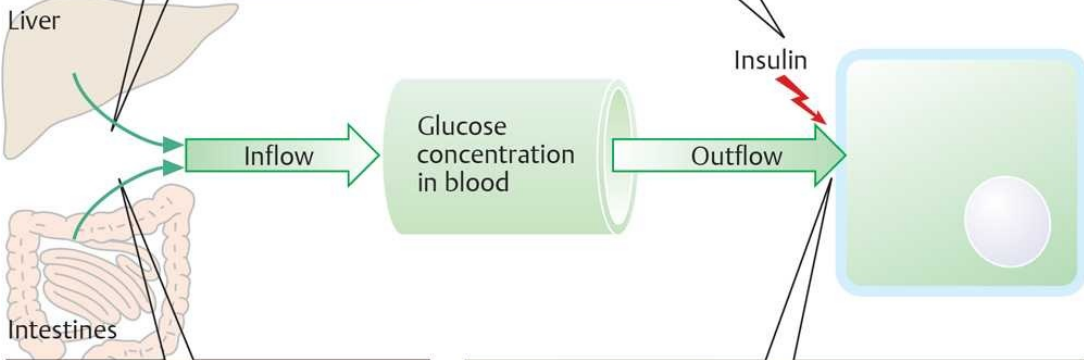 Liver
Insulin
Inflow
Glucose
concentration
in blood
Outflow
Intestines